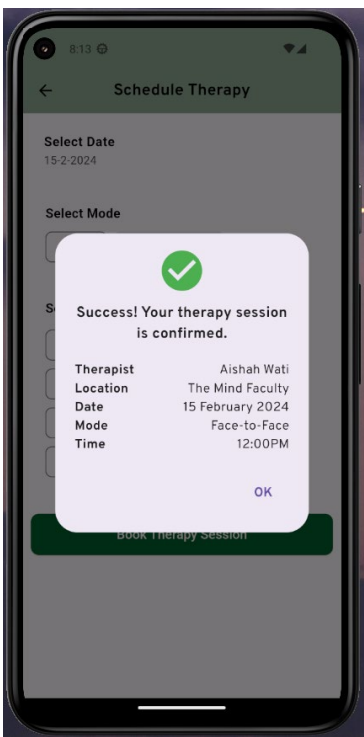 8:13
Schedule Therapy
Select Date
15-2-2024
Select Mode
Success! Your therapy session
is confirmed.
Therapist Aishah Wati
Location The Mind Faculty
Date 15 February 2024
Mode Face-to-Face
Time 12:00PM
OK
Book Therapy Session